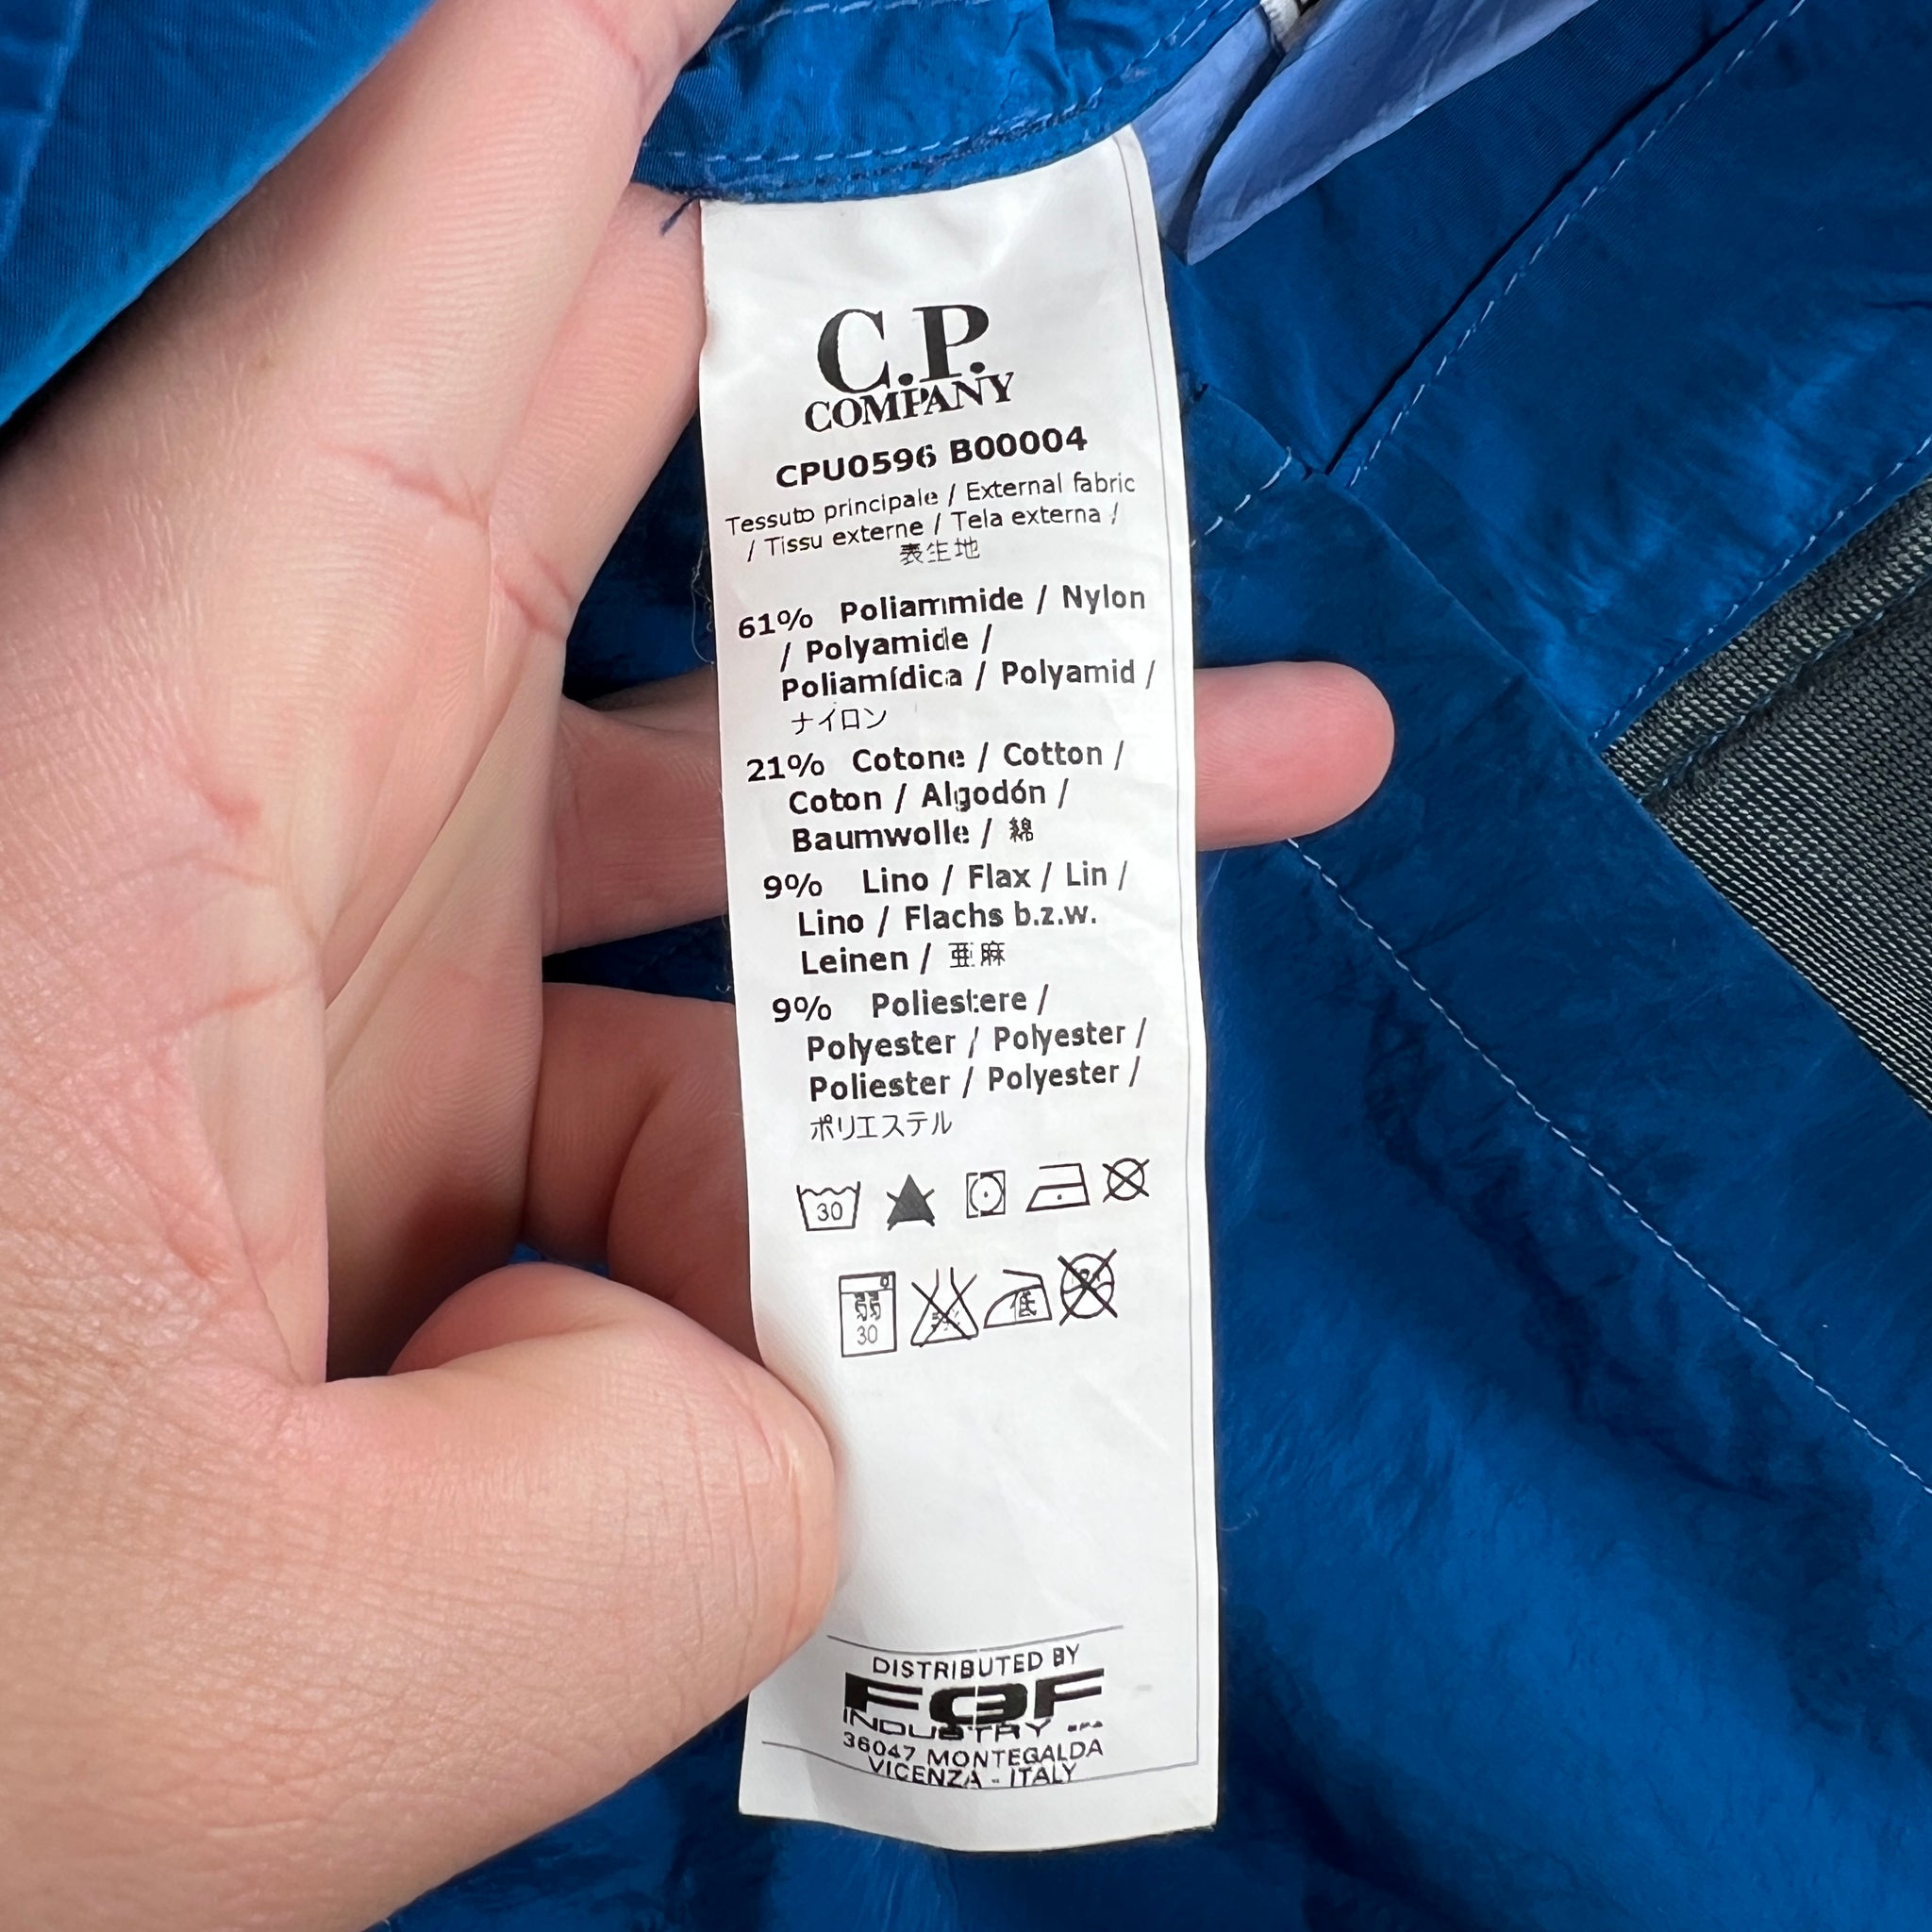 C.P.
COMPANY
CPU0596 B00004
Tessuto principale / External fabric
/ Tissu externe / Tela externa /
表生地
61% Poliammide / Nylon
/ Polyamide /
Poliamídica / Polyamid /
ナイロン
21% Cotone / Cotton /
Coton / Algodón /
Baumwolle / 綿
9% Lino / Flax / Lin /
Lino / Flachs b.z.w.
Leinen / 亜麻
9% Poliestere /
Polyester / Polyester /
Poliester / Polyester /
ポリエステル
30
弱 低
30
DISTRIBUTED BY
FGF
INDUSTRY
36047 MONTEGALDA
VICENZA - ITALY